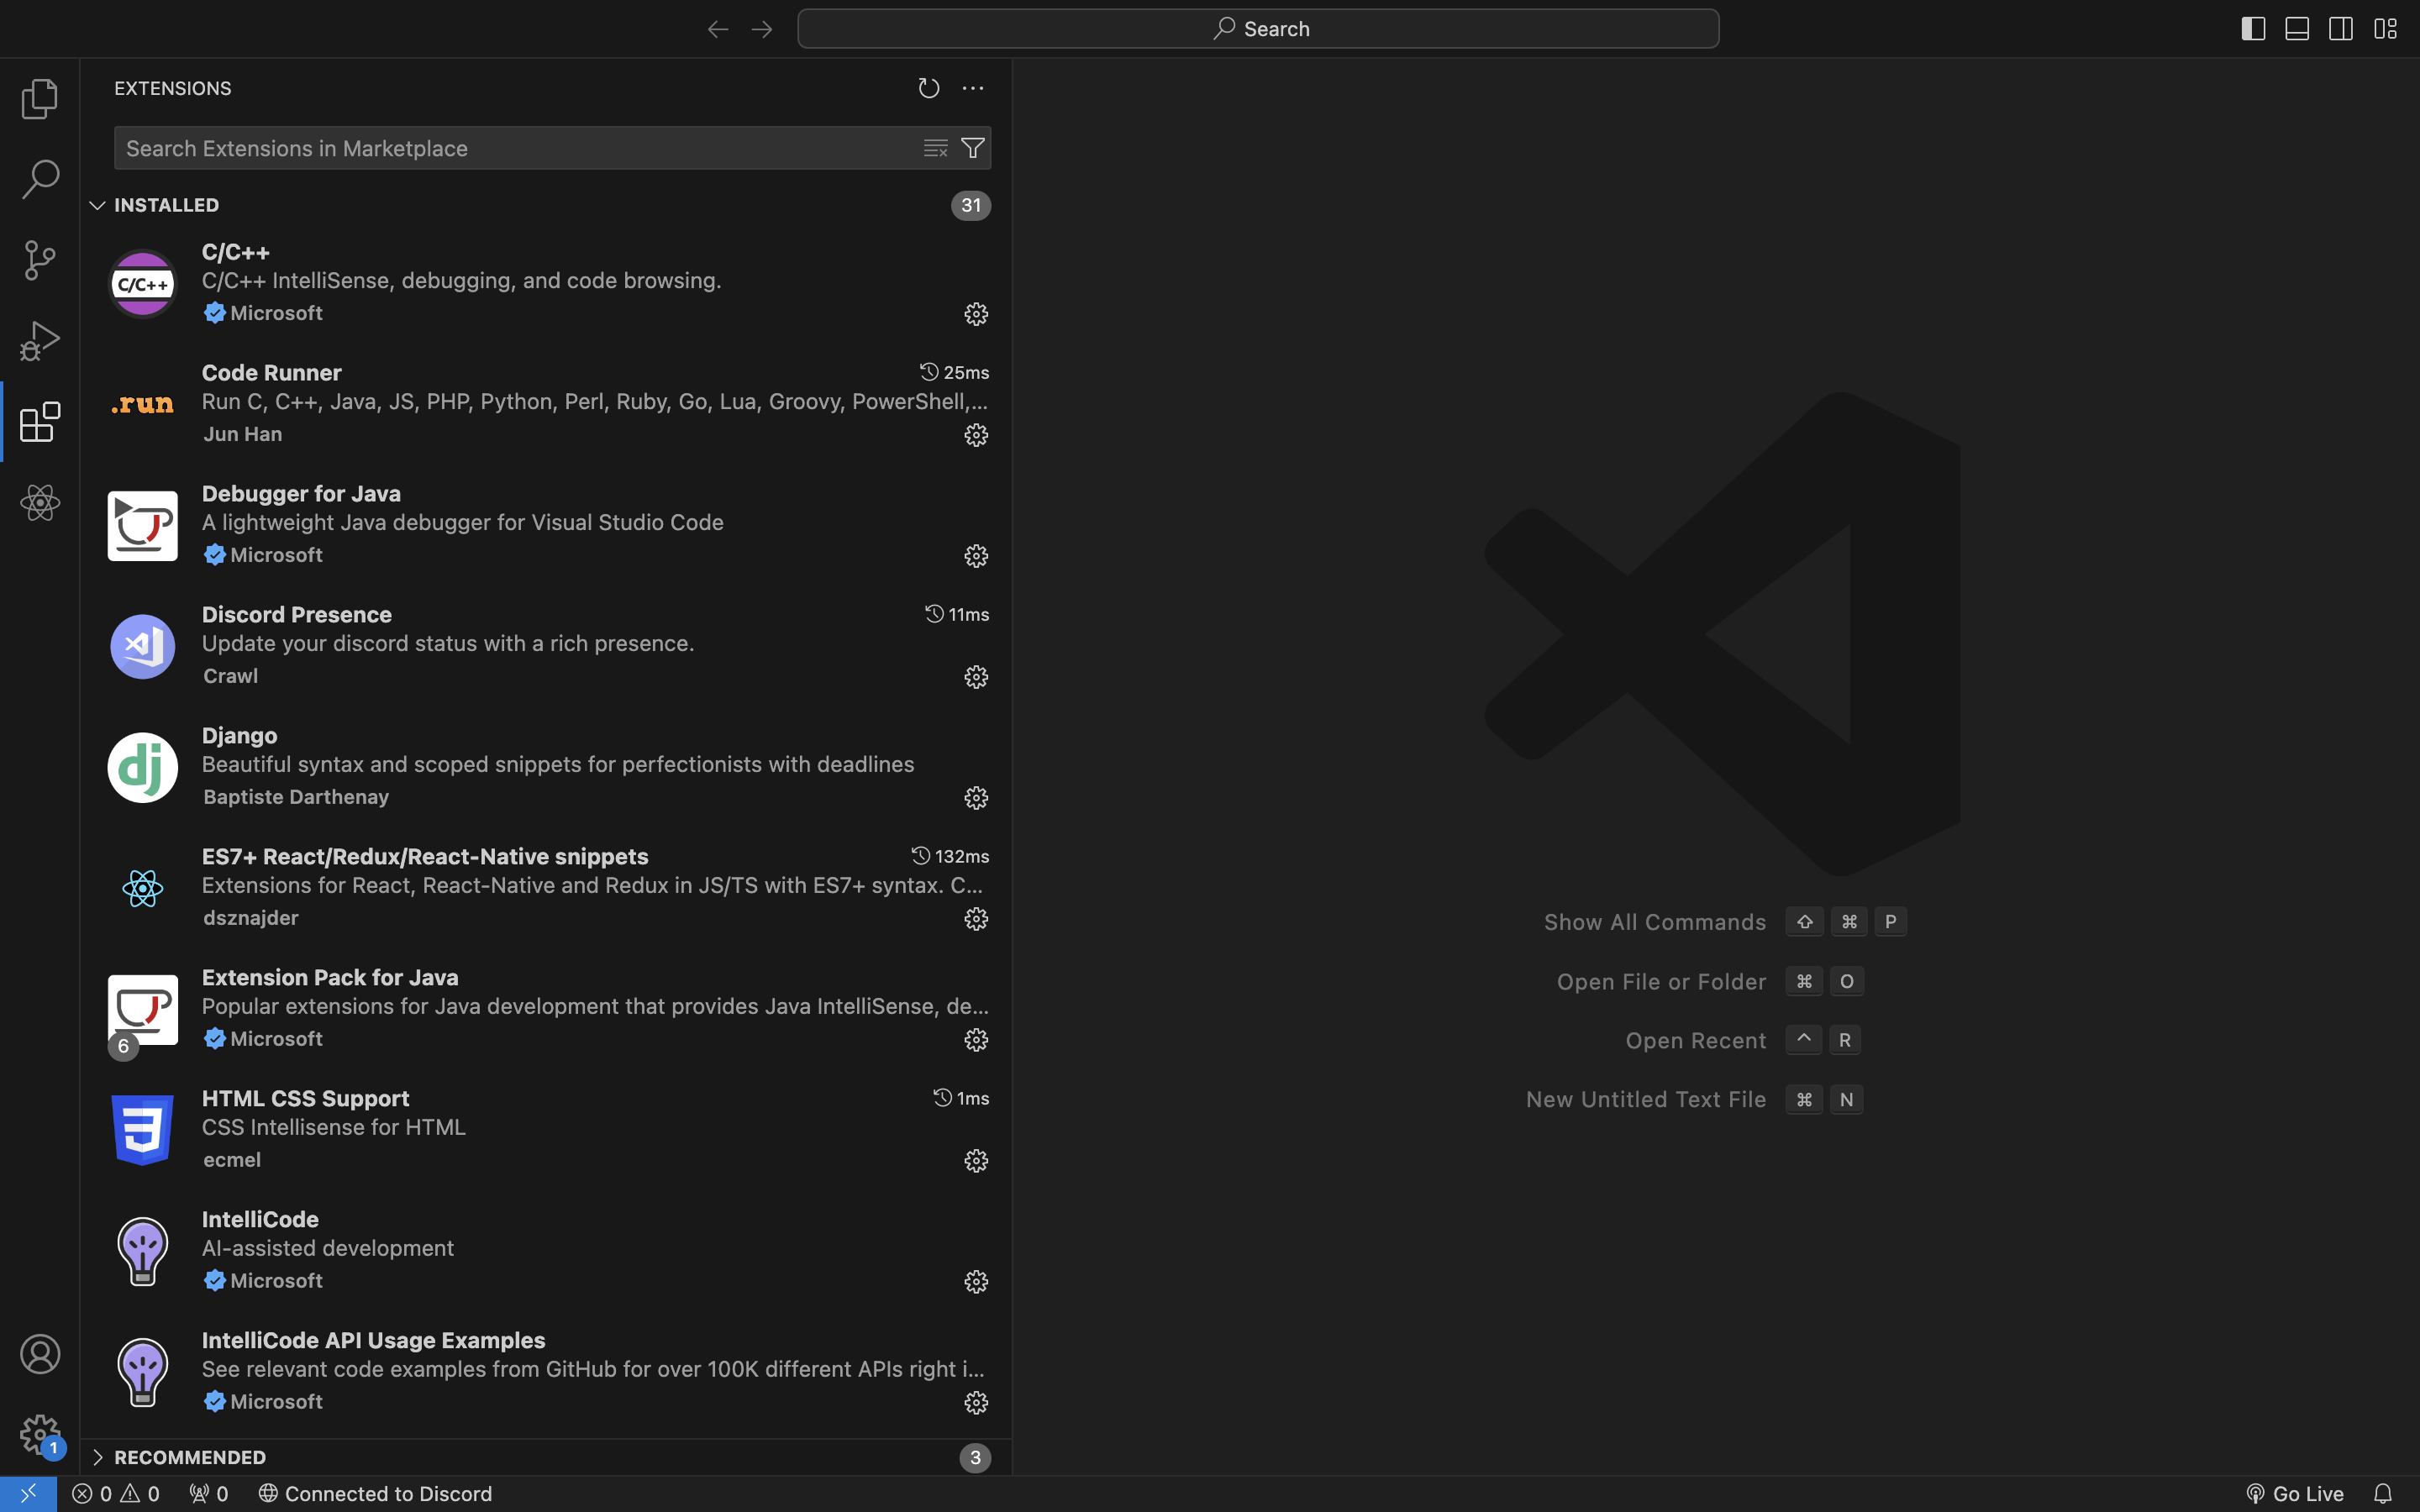 Search
EXTENSIONS
Search Extensions in Marketplace
INSTALLED 31
C/C++
C/C++
C/C++ IntelliSense, debugging, and code browsing.
Microsoft
Code Runner 25ms
.run
Run C, C++, Java, JS, PHP, Python, Perl, Ruby, Go, Lua, Groovy, PowerShell,...
Jun Han
Debugger for Java
A lightweight Java debugger for Visual Studio Code
Microsoft
Discord Presence 11ms
Update your discord status with a rich presence.
Crawl
Django
dj
Beautiful syntax and scoped snippets for perfectionists with deadlines
Baptiste Darthenay
ES7+ React/Redux/React-Native snippets 132ms
Extensions for React, React-Native and Redux in JS/TS with ES7+ syntax. C...
dsznajder
Extension Pack for Java
Popular extensions for Java development that provides Java IntelliSense, de...
6
Microsoft
HTML CSS Support 1ms
3
CSS Intellisense for HTML
ecmel
IntelliCode
AI-assisted development
Microsoft
IntelliCode API Usage Examples
See relevant code examples from GitHub for over 100K different APIs right i...
Microsoft
1
RECOMMENDED 3
Show All Commands ⇧ ⌘ P
Open File or Folder ⌘ O
Open Recent ⌃ R
New Untitled Text File ⌘ N
0 0 0 Connected to Discord
Go Live